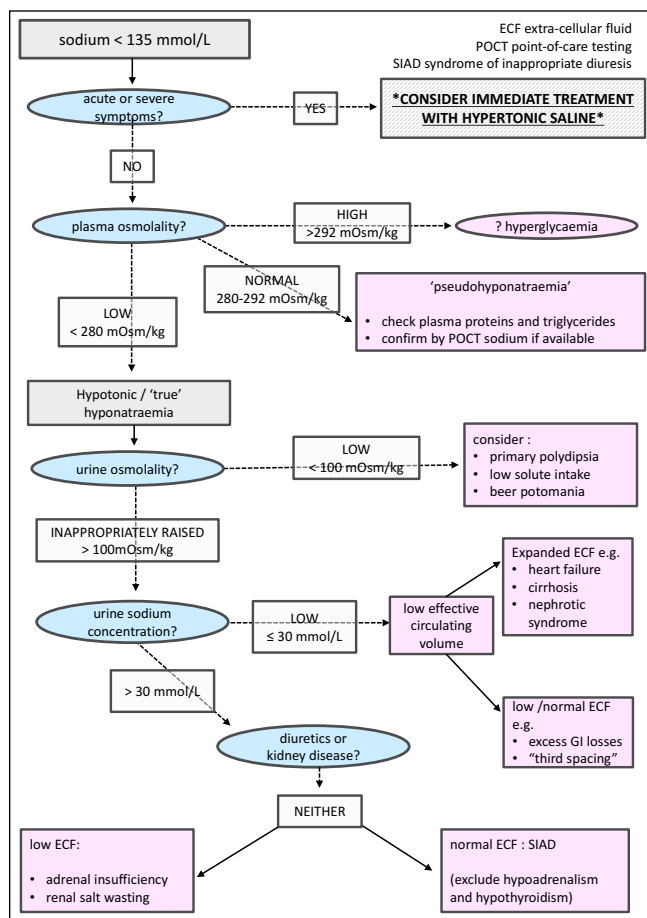 sodium < 135 mmol/L
ECF extra-cellular fluid
POCT point-of-care testing
SIAD syndrome of inappropriate diuresis
acute or severe
symptoms?
YES
*CONSIDER IMMEDIATE TREATMENT
WITH HYPERTONIC SALINE*
NO
plasma osmolality?
HIGH
>292 mOsm/kg
? hyperglycaemia
NORMAL
280-292 mOsm/kg
'pseudohyponatraemia'
• check plasma proteins and triglycerides
• confirm by POCT sodium if available
LOW
< 280 mOsm/kg
Hypotonic / 'true'
hyponatraemia
urine osmolality?
LOW
< 100 mOsm/kg
consider :
• primary polydipsia
• low solute intake
• beer potomania
INAPPROPRIATELY RAISED
> 100mOsm/kg
urine sodium
concentration?
LOW
≤ 30 mmol/L
low effective
circulating
volume
Expanded ECF e.g.
• heart failure
• cirrhosis
• nephrotic
syndrome
low /normal ECF
e.g.
• excess GI losses
• "third spacing"
> 30 mmol/L
diuretics or
kidney disease?
NEITHER
low ECF:
• adrenal insufficiency
• renal salt wasting
normal ECF : SIAD
(exclude hypoadrenalism
and hypothyroidism)